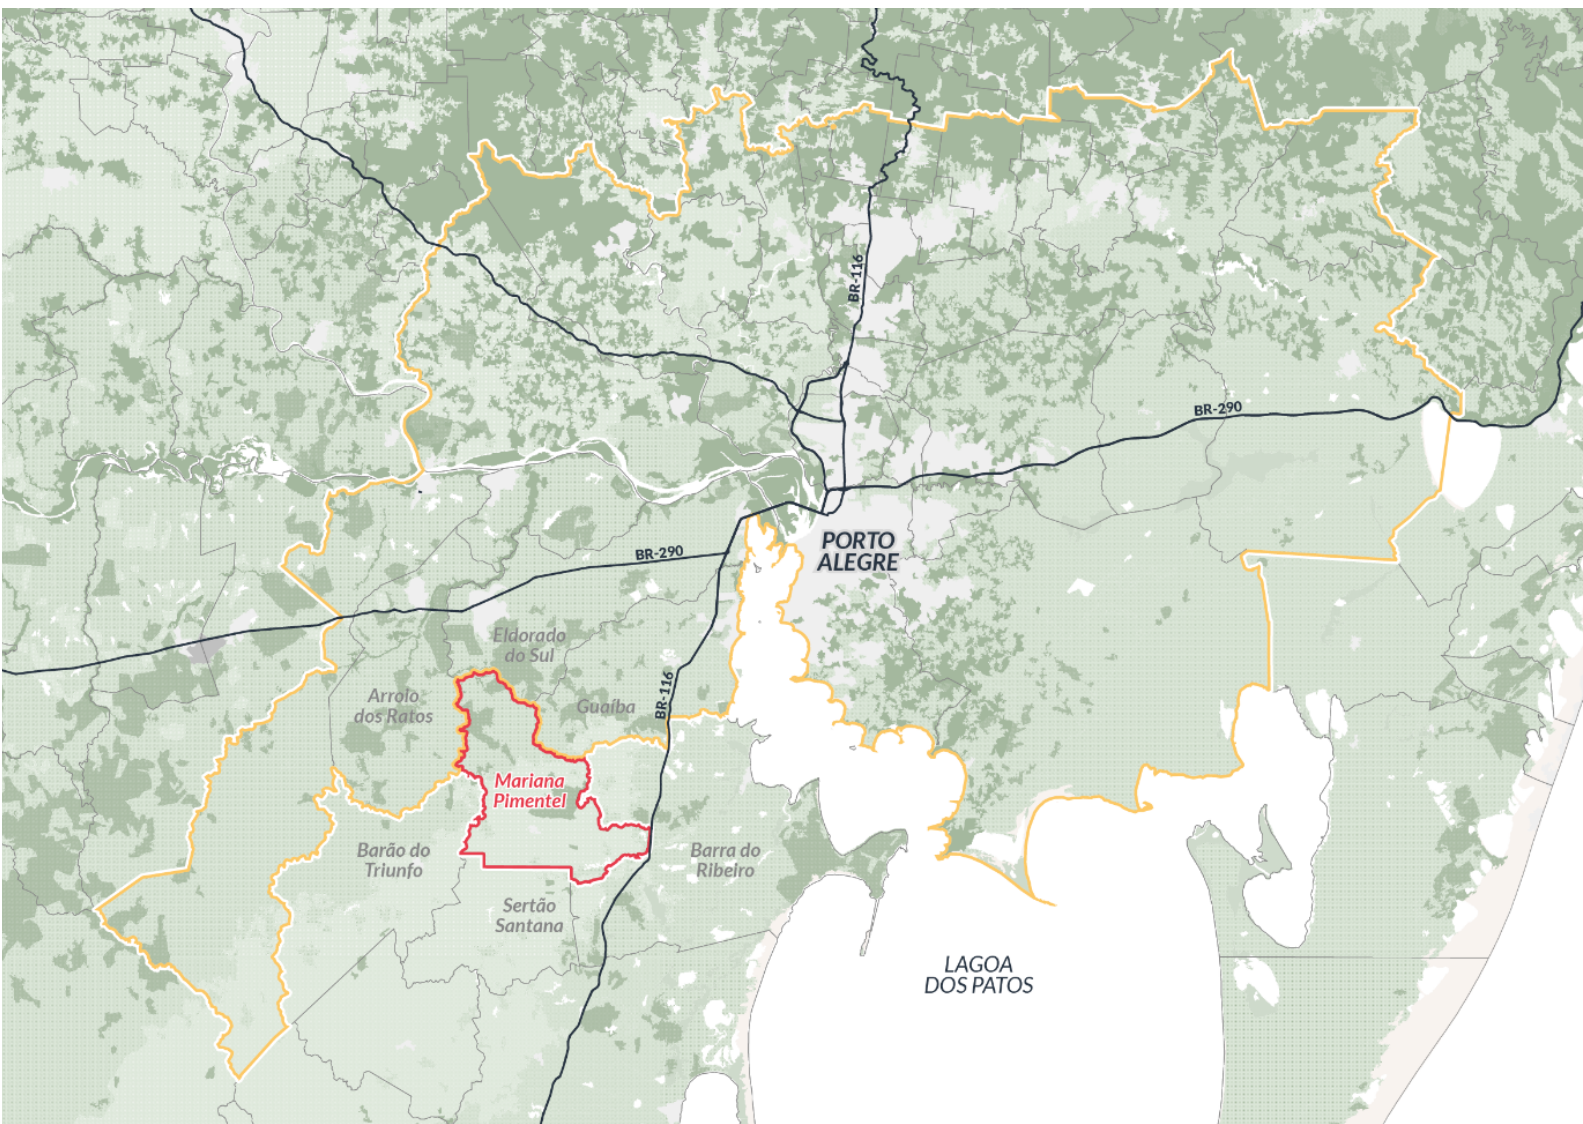 BR-116
BR-290
PORTO
ALEGRE
BR-290
Eldorado
do Sul
Arroio
dos Ratos
Guaíba
BR-116
Mariana
Pimentel
Barão do
Triunfo
Barra do
Ribeiro
Sertão
Santana
LAGOA
DOS PATOS